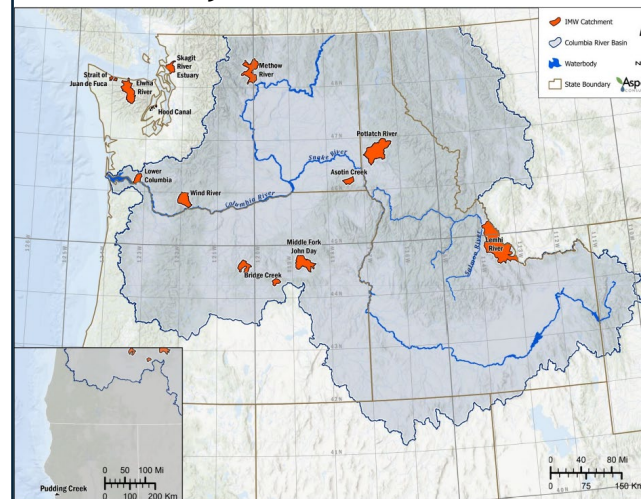 IMW Catchment
Columbia River Basin
Waterbody
State Boundary
Strait of
Juan de Fuca
Elwha
River
Skagit
River
Estuary
Hood Canal
Methow
River
Potlatch River
Snake River
Asotin Creek
Lower
Columbia
Wind River
Columbia River
Middle Fork
John Day
Bridge Creek
Salmon River
Lemhi
River
Pudding Creek
0 50 100 Mi
0 100 200 Km
0 40 80 Mi
0 75 150 Km